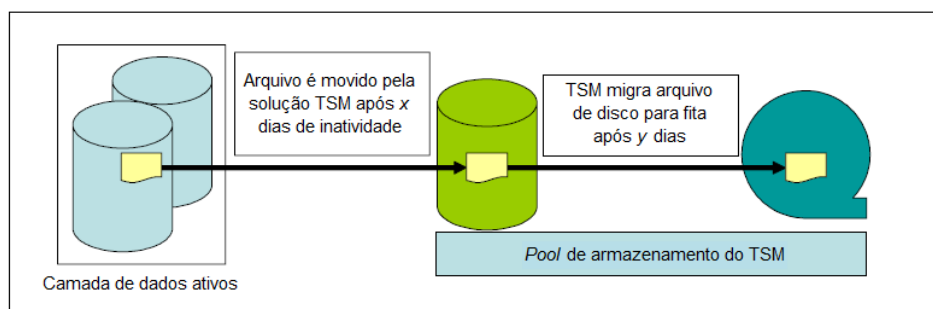 Arquivo é movido pela
solução TSM após x
dias de inatividade
TSM migra arquivo
de disco para fita
após y dias
Camada de dados ativos
Pool de armazenamento do TSM